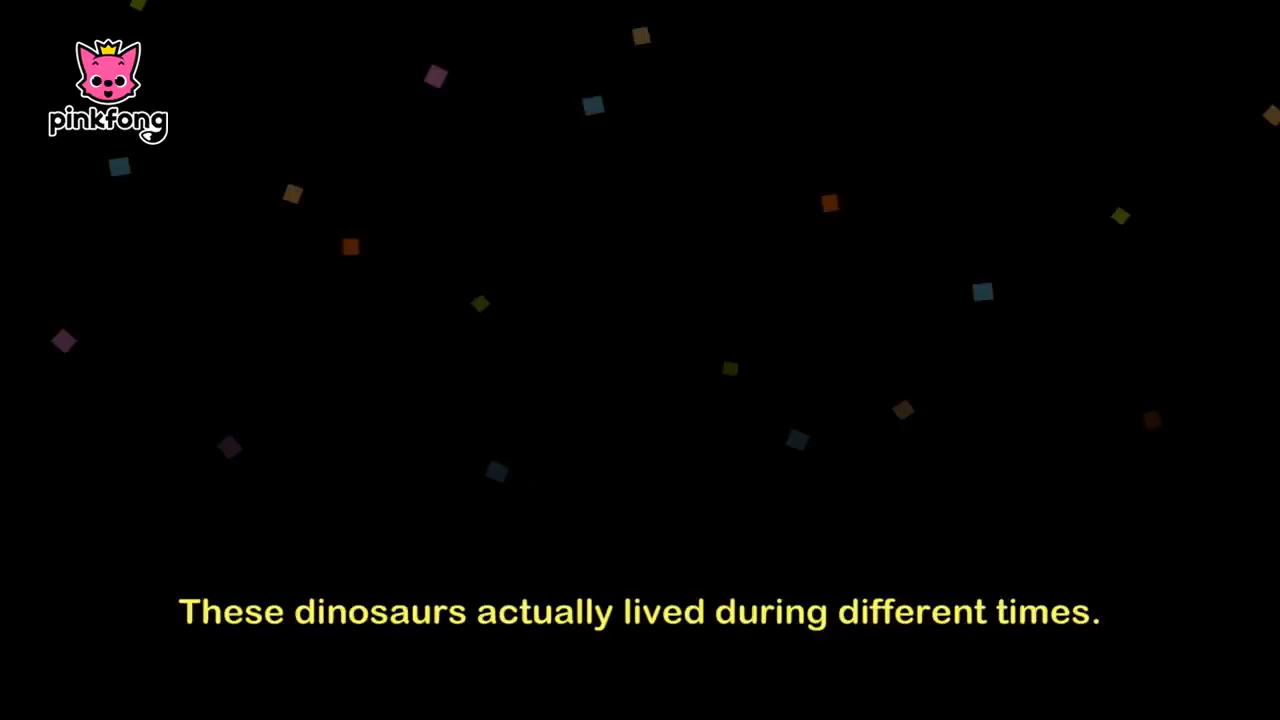 pinkfong
These dinosaurs actually lived during different times.